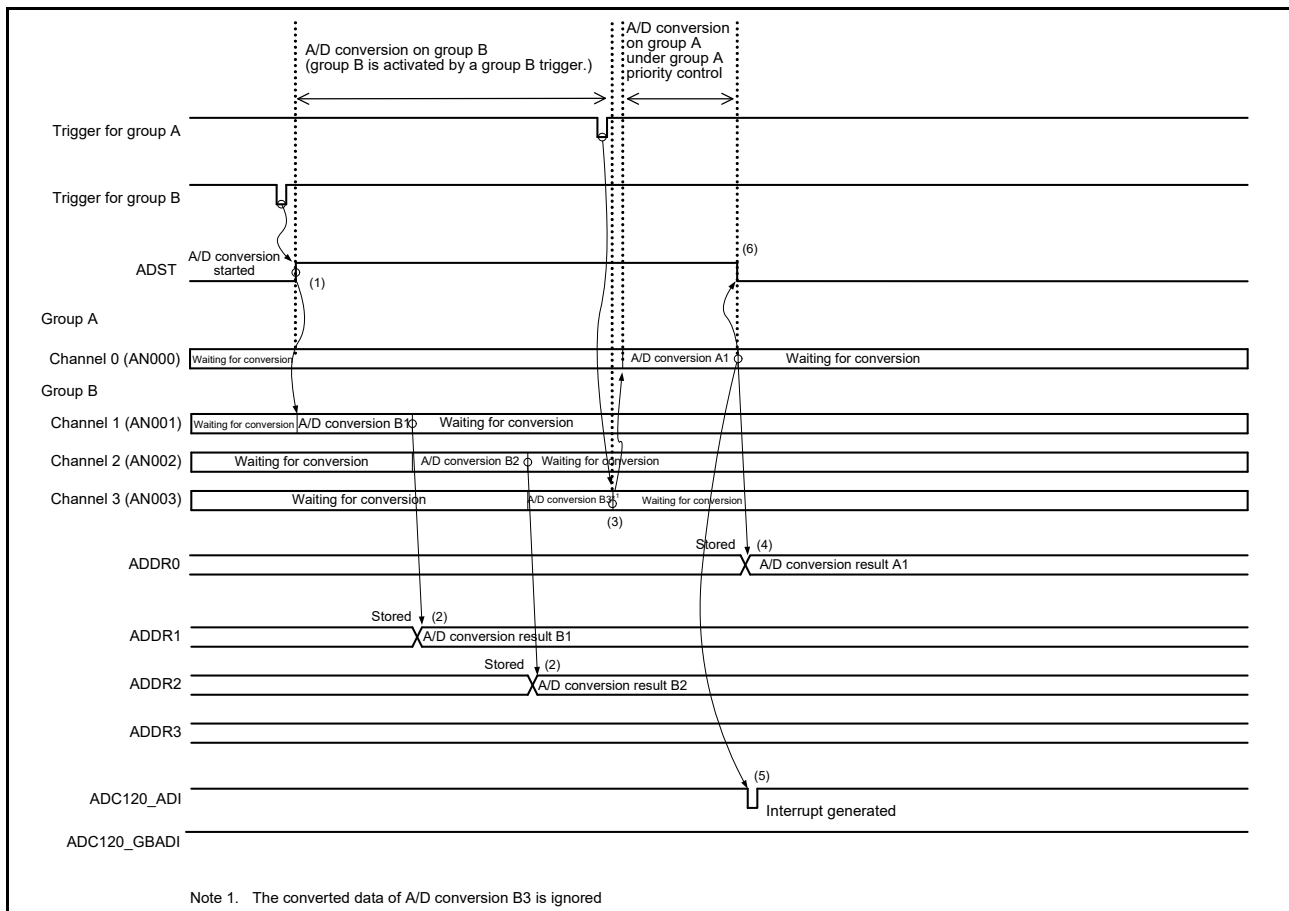 A/D conversion on group B
(group B is activated by a group B trigger.)
A/D conversion
on group A
under group A
priority control
Trigger for group A
Trigger for group B
A/D conversion
started
ADST
(1)
(6)
Group A
Channel 0 (AN000)
Waiting for conversion
A/D conversion A1
Waiting for conversion
Group B
Channel 1 (AN001)
Waiting for conversion
A/D conversion B1
Waiting for conversion
Channel 2 (AN002)
Waiting for conversion
A/D conversion B2
Waiting for conversion
Channel 3 (AN003)
Waiting for conversion
A/D conversion B3*1
Waiting for conversion
(3)
Stored (4)
ADDR0
A/D conversion result A1
Stored (2)
ADDR1
A/D conversion result B1
Stored (2)
ADDR2
A/D conversion result B2
ADDR3
(5)
ADC120_ADI
Interrupt generated
ADC120_GBADI
Note 1. The converted data of A/D conversion B3 is ignored